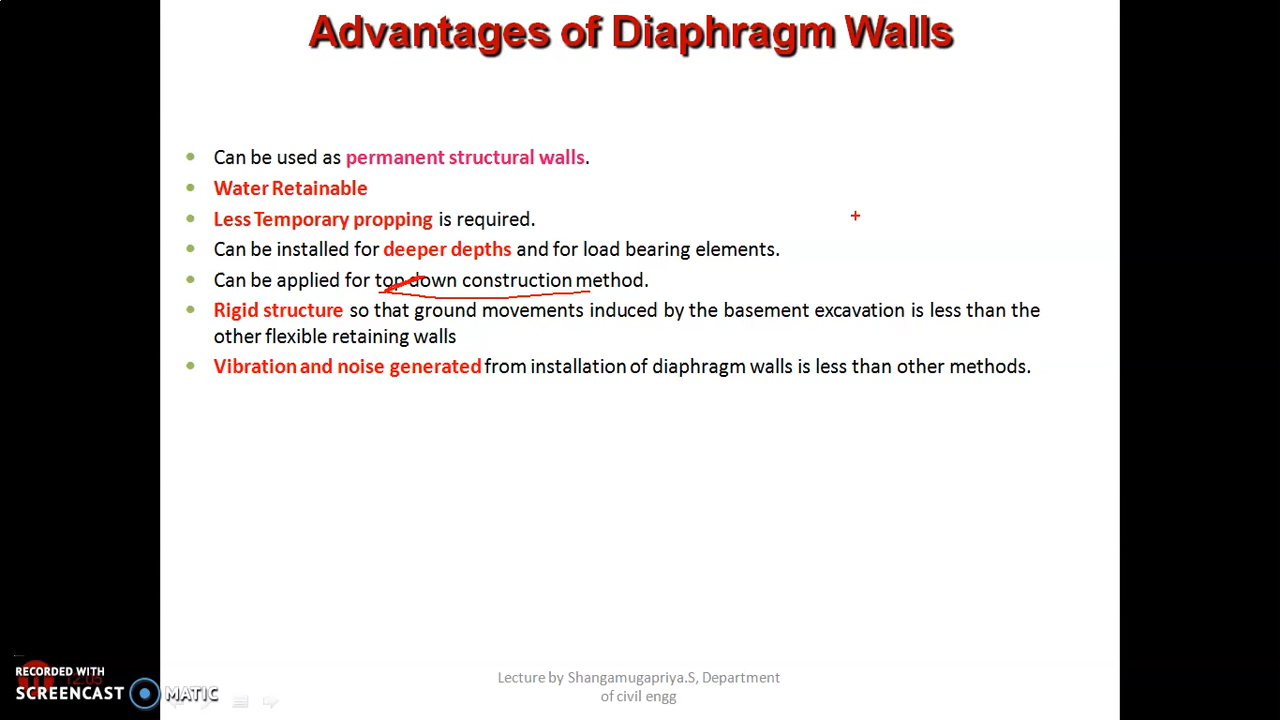 Advantages of Diaphragm Walls
Can be used as permanent structural walls.
Water Retainable
Less Temporary propping is required.
Can be installed for deeper depths and for load bearing elements.
Can be applied for top down construction method.
Rigid structure so that ground movements induced by the basement excavation is less than the
other flexible retaining walls
Vibration and noise generated from installation of diaphragm walls is less than other methods.
Lecture by Shangamugapriya.S, Department
of civil engg
RECORDED WITH
SCREENCAST MATIC